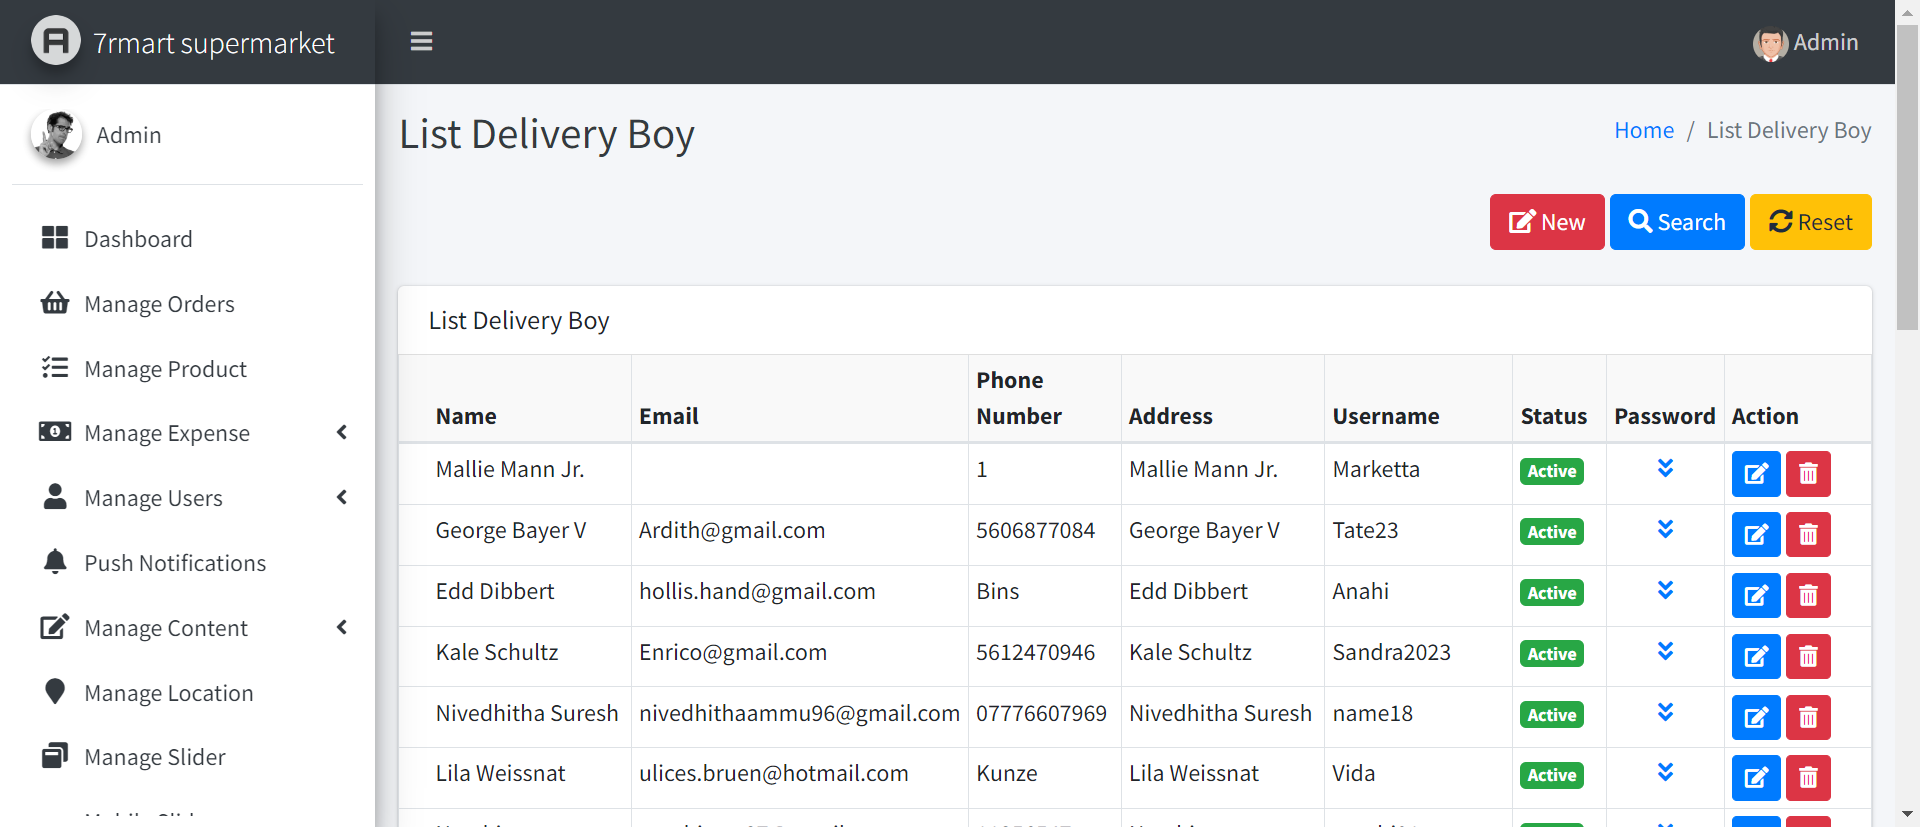 7rmart supermarket
Admin
Admin
Dashboard
Manage Orders
Manage Product
Manage Expense
Manage Users
Push Notifications
Manage Content
Manage Location
Manage Slider
List Delivery Boy
Home / List Delivery Boy
New Search Reset
List Delivery Boy
Name Email Phone Number Address Username Status Password Action
Mallie Mann Jr. 1 Mallie Mann Jr. Marketta Active
George Bayer V Ardith@gmail.com 5606877084 George Bayer V Tate23 Active
Edd Dibbert hollis.hand@gmail.com Bins Edd Dibbert Anahi Active
Kale Schultz Enrico@gmail.com 5612470946 Kale Schultz Sandra2023 Active
Nivedhitha Suresh nivedhithaammu96@gmail.com 07776607969 Nivedhitha Suresh name18 Active
Lila Weissnat ulices.bruen@hotmail.com Kunze Lila Weissnat Vida Active